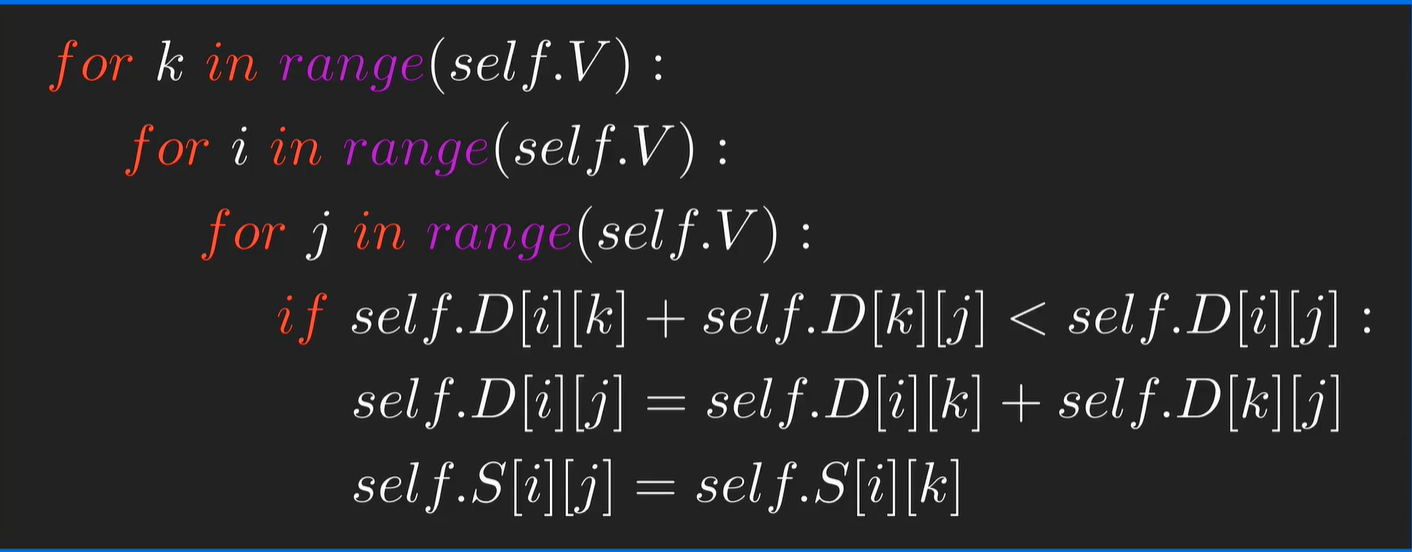 for k in range(self.V) :
for i in range(self.V) :
for j in range(self.V) :
if self.D[i][k] + self.D[k][j] < self.D[i][j] :
self.D[i][j] = self.D[i][k] + self.D[k][j]
self.S[i][j] = self.S[i][k]